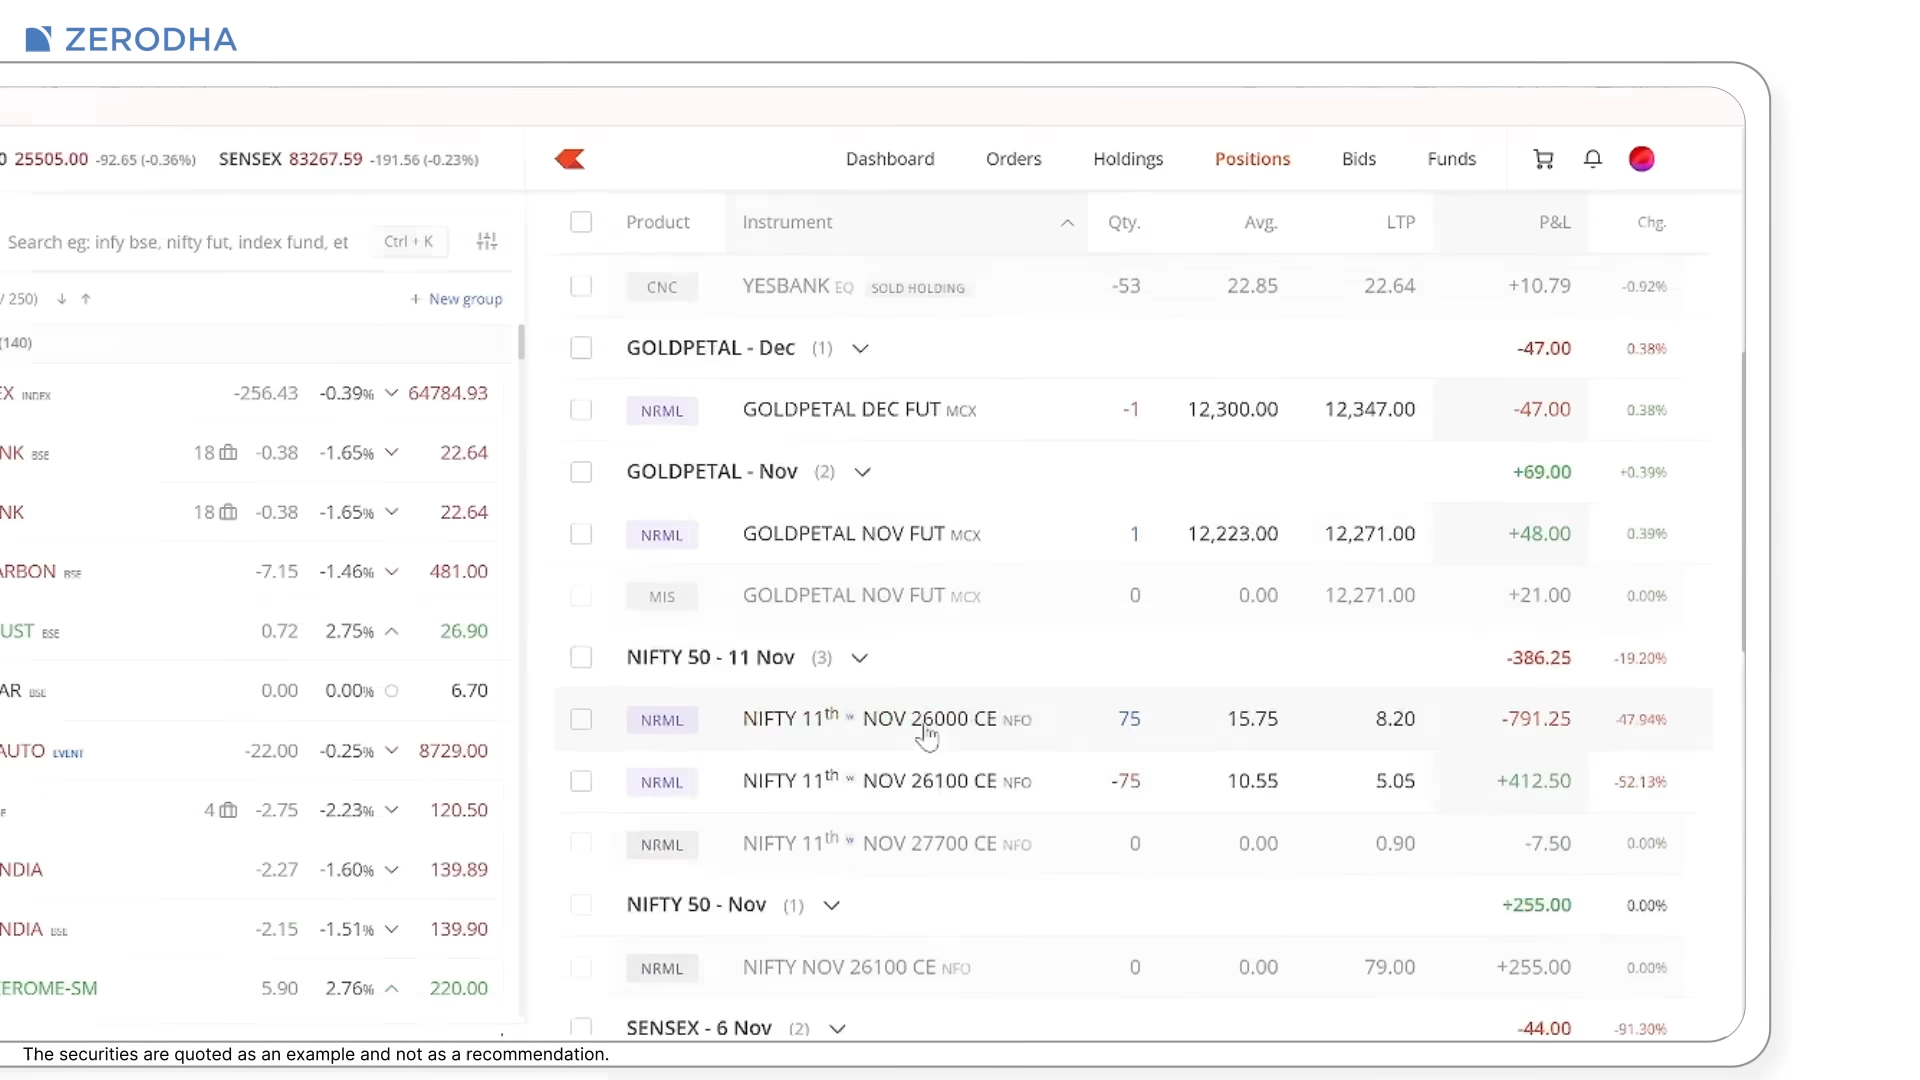 ZERODHA
0 25505.00 -92.65 (-0.36%) SENSEX 83267.59 -191.56 (-0.23%)
Dashboard Orders Holdings Positions Bids Funds
Search eg: infy bse, nifty fut, index fund, et Ctrl + K
/ 250) New group
(140)
EX INDEX -256.43 -0.39% 64784.93
NK BSE 18 -0.38 -1.65% 22.64
NK 18 -0.38 -1.65% 22.64
ARBON BSE -7.15 -1.46% 481.00
UST BSE 0.72 2.75% 26.90
AR BSE 0.00 0.00% 6.70
AUTO EVENT -22.00 -0.25% 8729.00
4 -2.75 -2.23% 120.50
NDIA -2.27 -1.60% 139.89
NDIA BSE -2.15 -1.51% 139.90
EROME-SM 5.90 2.76% 220.00
Product Instrument Qty. Avg. LTP P&L Chg.
CNC YESBANK EQ SOLD HOLDING -53 22.85 22.64 +10.79 -0.92%
GOLDPETAL - Dec (1) -47.00 0.38%
NRML GOLDPETAL DEC FUT MCX -1 12,300.00 12,347.00 -47.00 0.38%
GOLDPETAL - Nov (2) +69.00 +0.39%
NRML GOLDPETAL NOV FUT MCX 1 12,223.00 12,271.00 +48.00 0.39%
MIS GOLDPETAL NOV FUT MCX 0 0.00 12,271.00 +21.00 0.00%
NIFTY 50 - 11 Nov (3) -386.25 -19.20%
NRML NIFTY 11th w NOV 26000 CE NFO 75 15.75 8.20 -791.25 -47.94%
NRML NIFTY 11th w NOV 26100 CE NFO -75 10.55 5.05 +412.50 -52.13%
NRML NIFTY 11th w NOV 27700 CE NFO 0 0.00 0.90 -7.50 0.00%
NIFTY 50 - Nov (1) +255.00 0.00%
NRML NIFTY NOV 26100 CE NFO 0 0.00 79.00 +255.00 0.00%
SENSEX - 6 Nov (2) -44.00 -91.30%
The securities are quoted as an example and not as a recommendation.